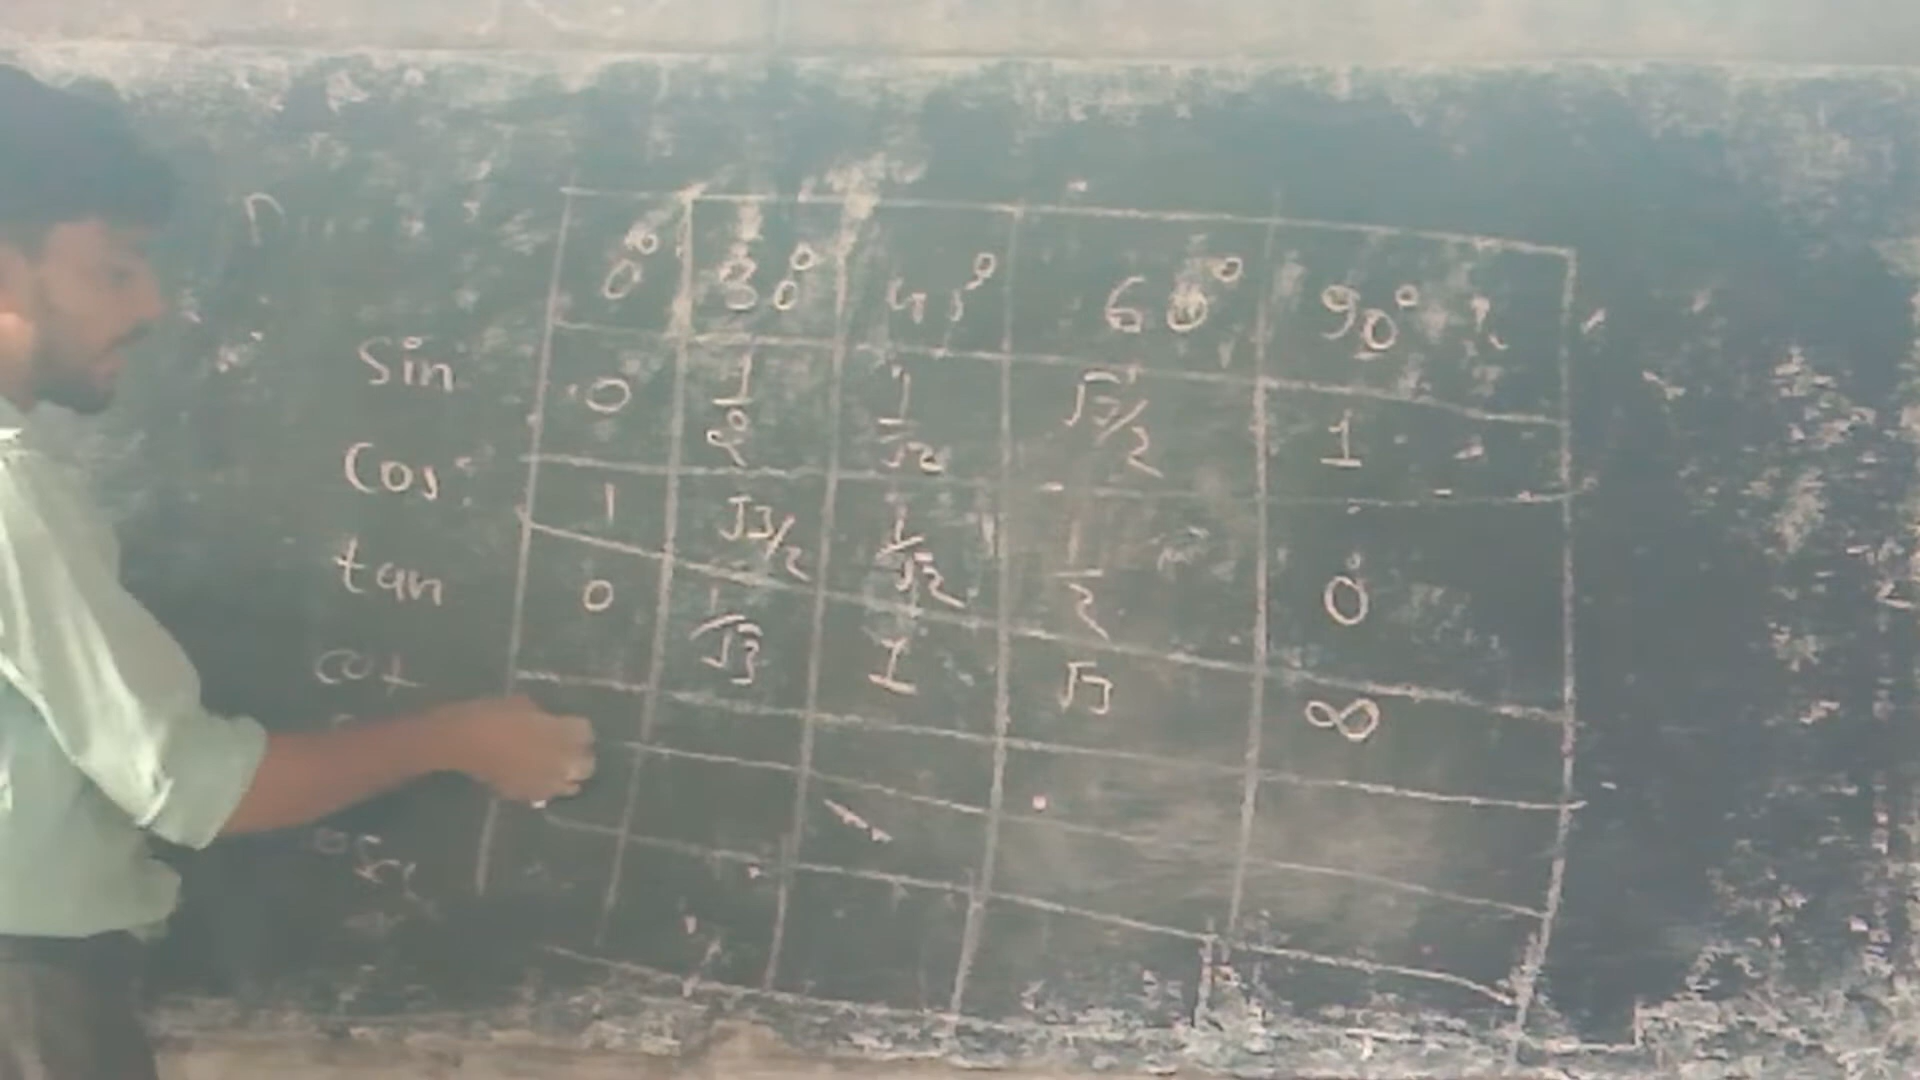 0° 30° 45° 60° 90°
Sin 0 1/2 1/√2 √3/2 1
Cos 1 √3/2 1/√2 1/2 0
tan 0 1/√3 1 √3 ∞
cot